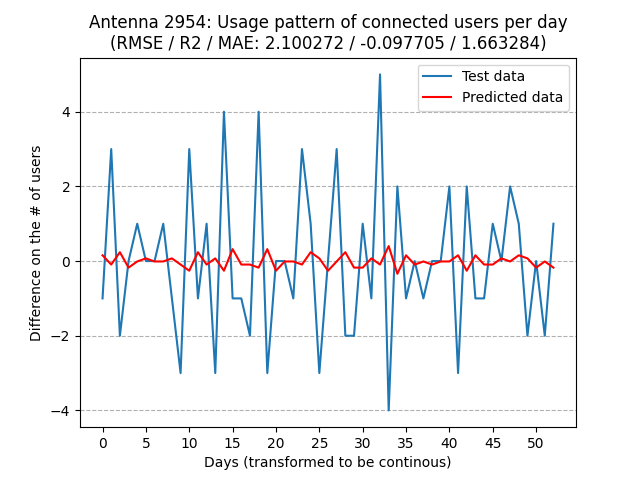 Antenna 2954: Usage pattern of connected users per day
(RMSE / R2 / MAE: 2.100272 / -0.097705 / 1.663284)
Test data
Predicted data
Difference on the # of users
4
2
0
−2
−4
0 5 10 15 20 25 30 35 40 45 50
Days (transformed to be continous)